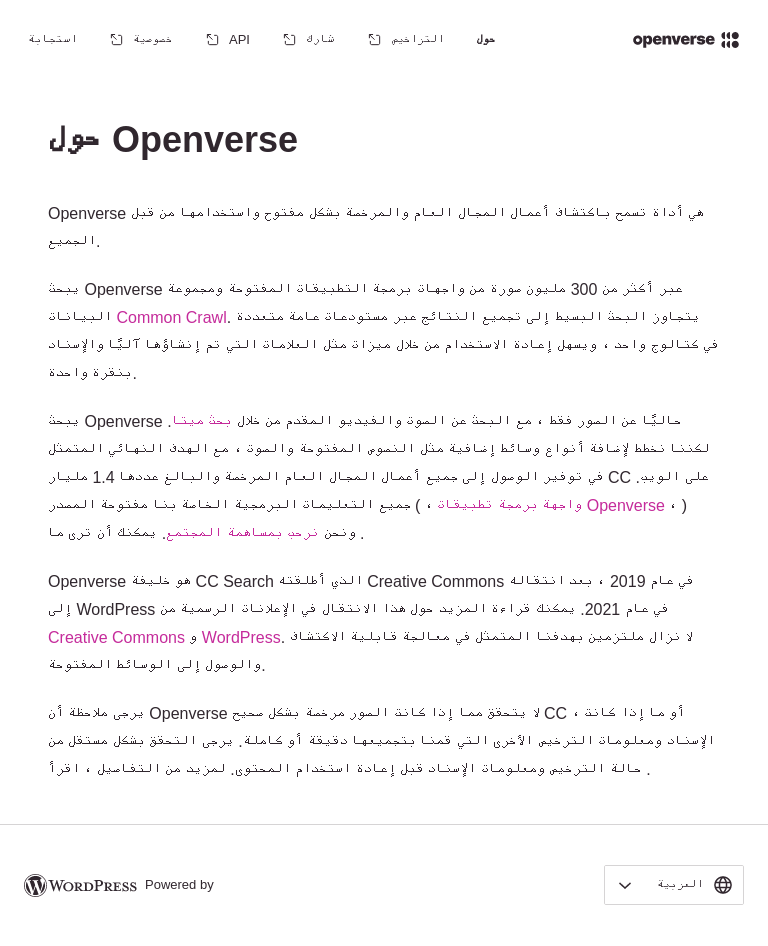 openverse حول التراخيص شارك API خصوصية استجابة
حول Openverse
Openverse هي أداة تسمح باكتشاف أعمال المجال العام والمرخصة بشكل مفتوح واستخدامها من قبل
الجميع.
يبحث Openverse عبر أكثر من 300 مليون صورة من واجهات برمجة التطبيقات المفتوحة ومجموعة
البيانات Common Crawl. يتجاوز البحث البسيط إلى تجميع النتائج عبر مستودعات عامة متعددة
في كتالوج واحد ، ويسهل إعادة الاستخدام من خلال ميزات مثل العلامات التي تم إنشاؤها آليًا والإسناد
بنقرة واحدة.
يبحث Openverse حاليًا عن الصور فقط ، مع البحث عن الصوت والفيديو المقدم من خلال بحث ميتا.
لكننا نخطط لإضافة أنواع وسائط إضافية مثل النصوص المفتوحة والصوت ، مع الهدف النهائي المتمثل
في توفير الوصول إلى جميع أعمال المجال العام المرخصة والبالغ عددها 1.4 مليار CC على الويب.
جميع التعليمات البرمجية الخاصة بنا مفتوحة المصدر ( ، واجهة برمجة تطبيقات Openverse ، )
ونحن نرحب بمساهمة المجتمع. يمكنك أن ترى ما .
Openverse هو خليفة CC Search الذي أطلقته Creative Commons في عام 2019 ، بعد انتقاله
إلى WordPress في عام 2021. يمكنك قراءة المزيد حول هذا الانتقال في الإعلانات الرسمية من
Creative Commons و WordPress. لا نزال ملتزمين بهدفنا المتمثل في معالجة قابلية الاكتشاف
والوصول إلى الوسائط المفتوحة.
يرجى ملاحظة أن Openverse لا يتحقق مما إذا كانت الصور مرخصة بشكل صحيح CC أو ما إذا كانت ،
الإسناد ومعلومات الترخيص الأخرى التي قمنا بتجميعها دقيقة أو كاملة. يرجى التحقق بشكل مستقل من
حالة الترخيص ومعلومات الإسناد قبل إعادة استخدام المحتوى. لمزيد من التفاصيل ، اقرأ .
العربية Powered by WORDPRESS